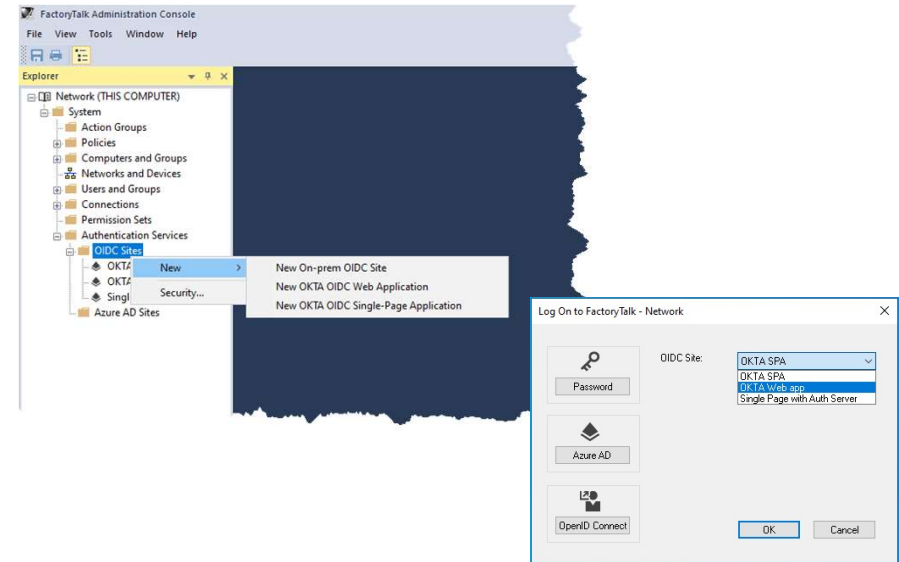 FactoryTalk Administration Console
File View Tools Window Help
Explorer
Network (THIS COMPUTER)
System
Action Groups
Policies
Computers and Groups
Networks and Devices
Users and Groups
Connections
Permission Sets
Authentication Services
OIDC Sites
OKTA
OKTA
Singl
Azure AD Sites
New
Security...
New On-prem OIDC Site
New OKTA OIDC Web Application
New OKTA OIDC Single-Page Application
Log On to FactoryTalk - Network
Password
Azure AD
OpenID Connect
OIDC Site:
OKTA SPA
OKTA SPA
OKTA Web app
Single Page with Auth Server
OK Cancel